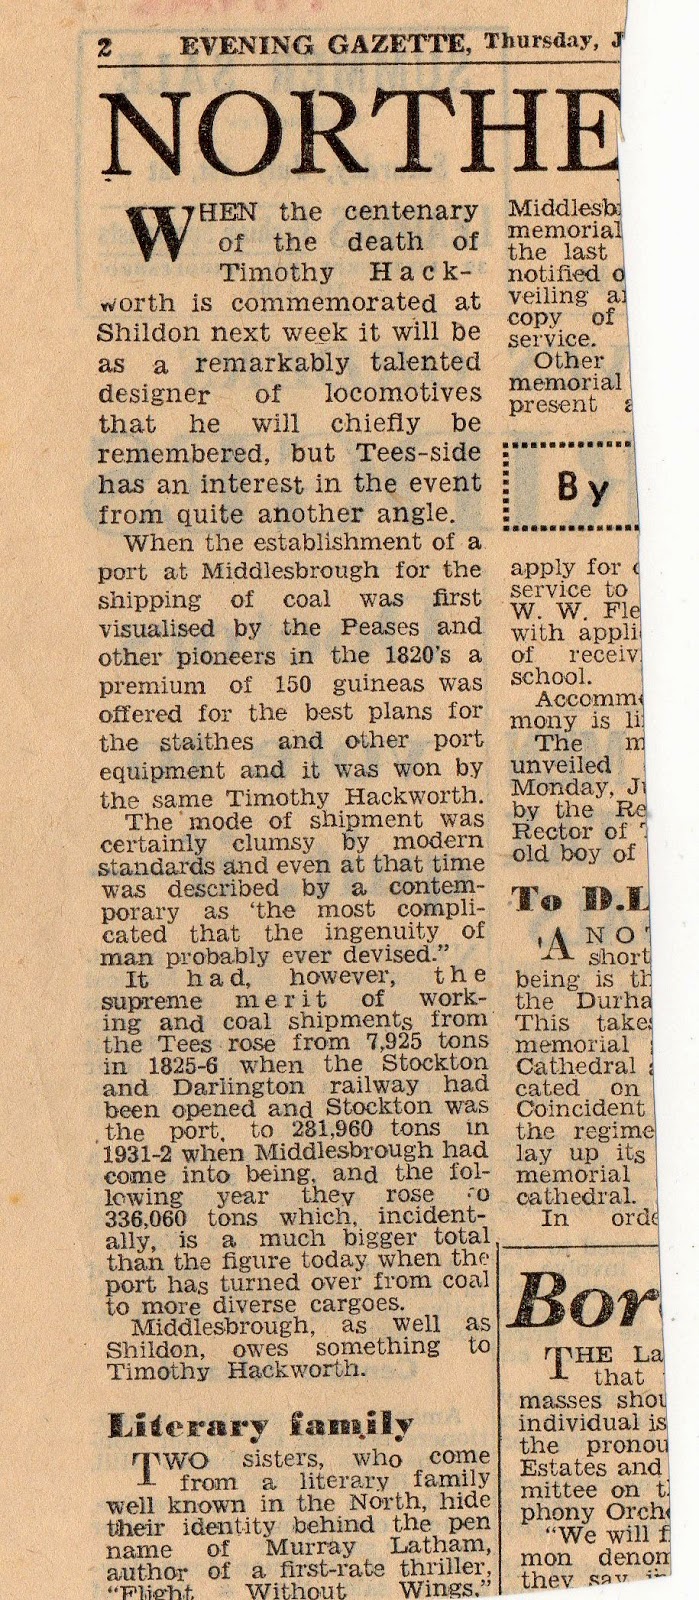 2 EVENING GAZETTE, Thursday, J
NORTHE
WHEN the centenary
of the death of
Timothy Hack-
worth is commemorated at
Shildon next week it will be
as a remarkably talented
designer of locomotives
that he will chiefly be
remembered, but Tees-side
has an interest in the event
from quite another angle.
When the establishment of a
port at Middlesbrough for the
shipping of coal was first
visualised by the Peases and
other pioneers in the 1820's a
premium of 150 guineas was
offered for the best plans for
the staithes and other port
equipment and it was won by
the same Timothy Hackworth.
The mode of shipment was
certainly clumsy by modern
standards and even at that time
was described by a contem-
porary as 'the most compli-
cated that the ingenuity of
man probably ever devised."
It had, however, the
supreme merit of work-
ing and coal shipments from
the Tees rose from 7,925 tons
in 1825-6 when the Stockton
and Darlington railway had
been opened and Stockton was
the port, to 281,960 tons in
1931-2 when Middlesbrough had
come into being, and the fol-
lowing year they rose to
336,060 tons which, incident-
ally, is a much bigger total
than the figure today when the
port has turned over from coal
to more diverse cargoes.
Middlesbrough, as well as
Shildon, owes something to
Timothy Hackworth.
Literary family
TWO sisters, who come
from a literary family
well known in the North, hide
their identity behind the pen
name of Murray Latham,
author of a first-rate thriller,
"Flight Without Wings,"
Middlesb
memorial
the last
notified o
veiling a
copy of
service.
Other
memorial
present a
By
apply for
service to
W. W. Fle
with appli
of receiv
school.
Accomm
mony is li
The m
unveiled
Monday, J
by the Re
Rector of
old boy of
To D.L
'A NO
short
being is th
the Durha
This takes
memorial
Cathedral
cated on
Coincident
the regime
lay up its
memorial
cathedral.
In orde
Bor
THE La
that
masses shou
individual is
the pronou
Estates and
mittee on t
phony Orch
"We will f
mon denom
they say